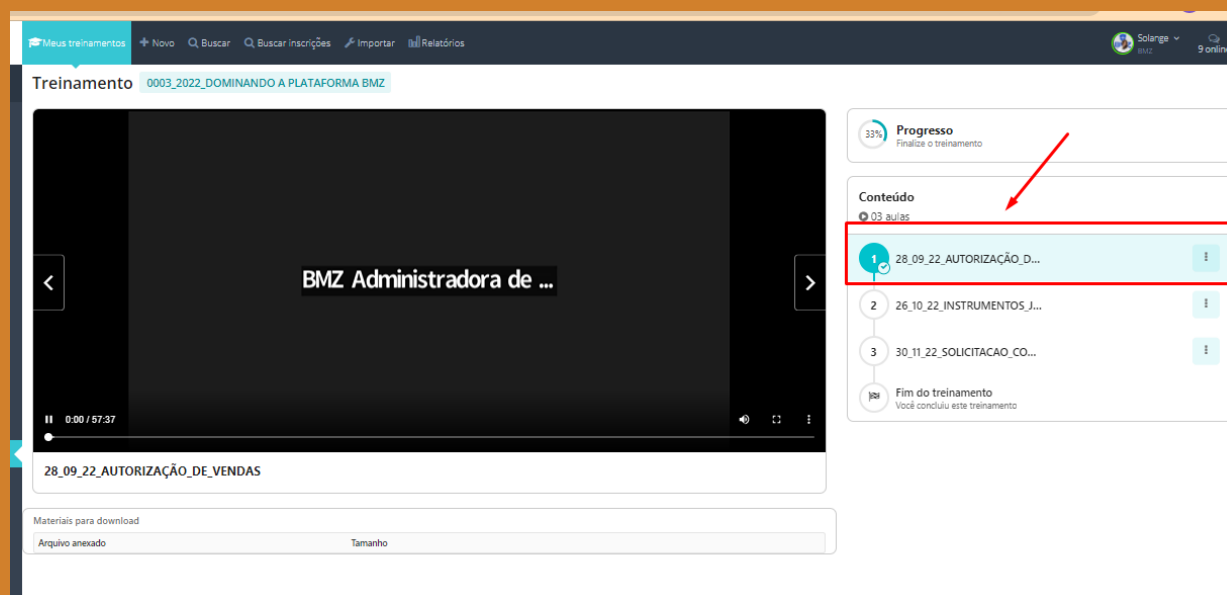 Meus treinamentos + Novo Buscar Buscar inscrições Importar Relatórios
Solange
BMZ
9 online
Treinamento 0003_2022_DOMINANDO A PLATAFORMA BMZ
BMZ Administradora de ...
0:00 / 57:37
28_09_22_AUTORIZAÇÃO_DE_VENDAS
Materiais para download
Arquivo anexado Tamanho
33% Progresso
Finalize o treinamento
Conteúdo
03 aulas
1 28_09_22_AUTORIZAÇÃO_D...
2 26_10_22_INSTRUMENTOS_J...
3 30_11_22_SOLICITACAO_CO...
Fim do treinamento
Você concluiu este treinamento